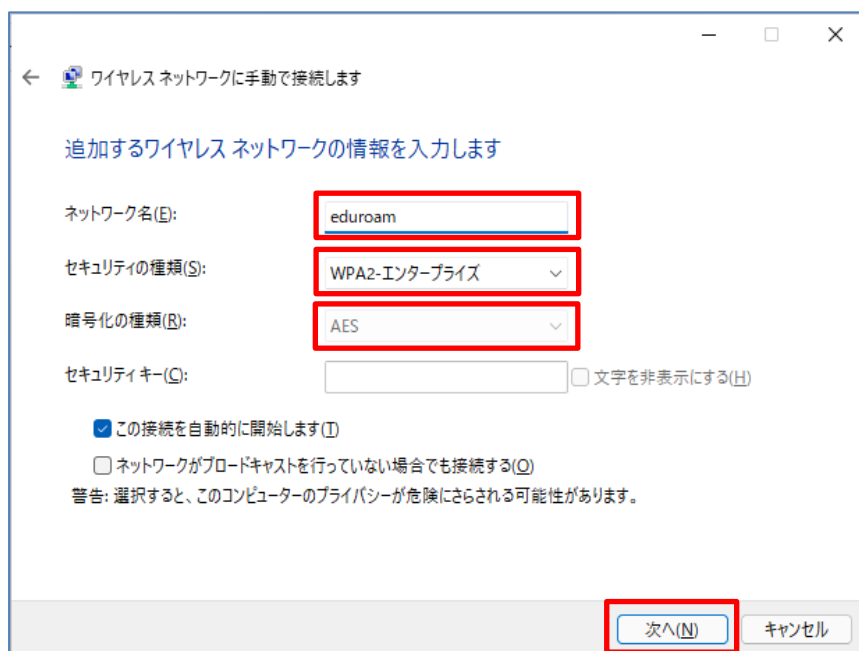 ワイヤレス ネットワークに手動で接続します
追加するワイヤレス ネットワークの情報を入力します
ネットワーク名(E): eduroam
セキュリティの種類(S): WPA2-エンタープライズ
暗号化の種類(R): AES
セキュリティ キー(C): 文字を非表示にする(H)
この接続を自動的に開始します(T)
ネットワークがブロードキャストを行っていない場合でも接続する(O)
警告: 選択すると、このコンピューターのプライバシーが危険にさらされる可能性があります。
次へ(N) キャンセル